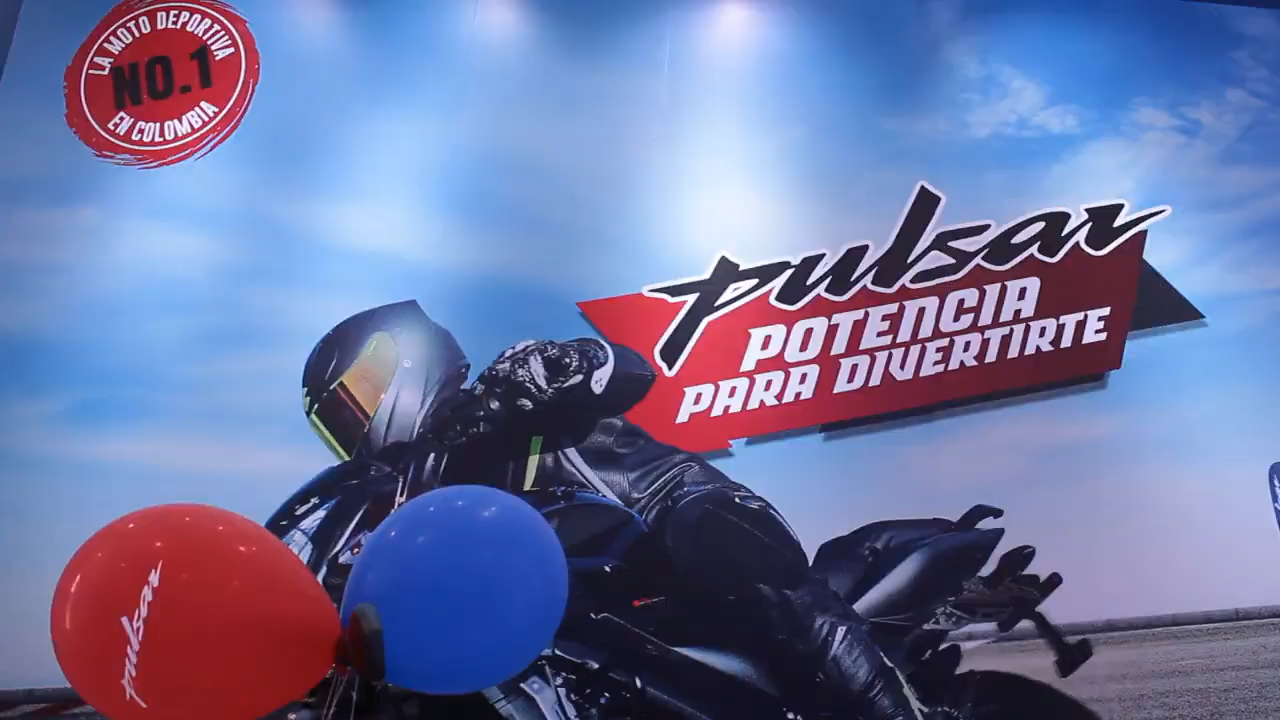 LA MOTO DEPORTIVA
NO.1
EN COLOMBIA
pulsar
POTENCIA
PARA DIVERTIRTE
pulsar